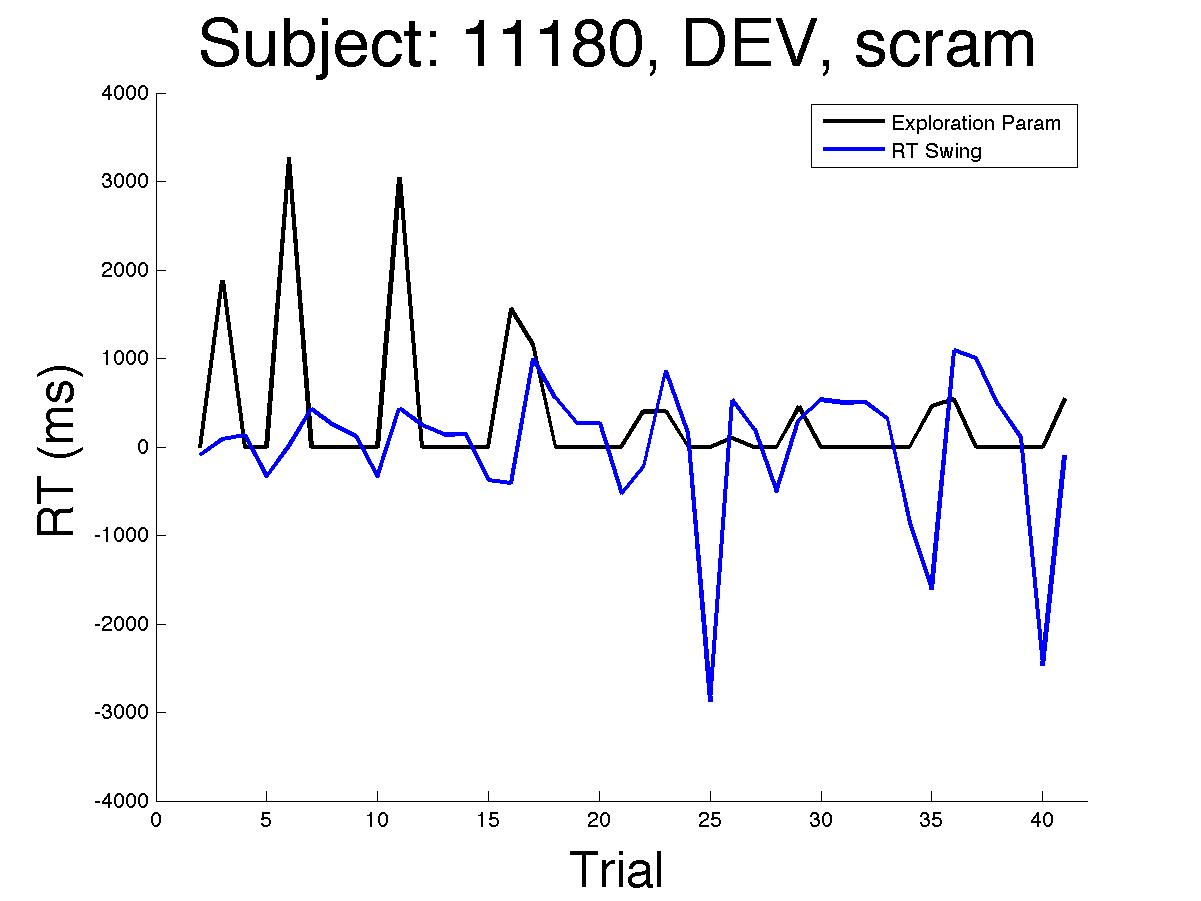 Subject: 11180, DEV, scram
Exploration Param
RT Swing
4000
3000
2000
1000
0
-1000
-2000
-3000
-4000
RT (ms)
0 5 10 15 20 25 30 35 40
Trial